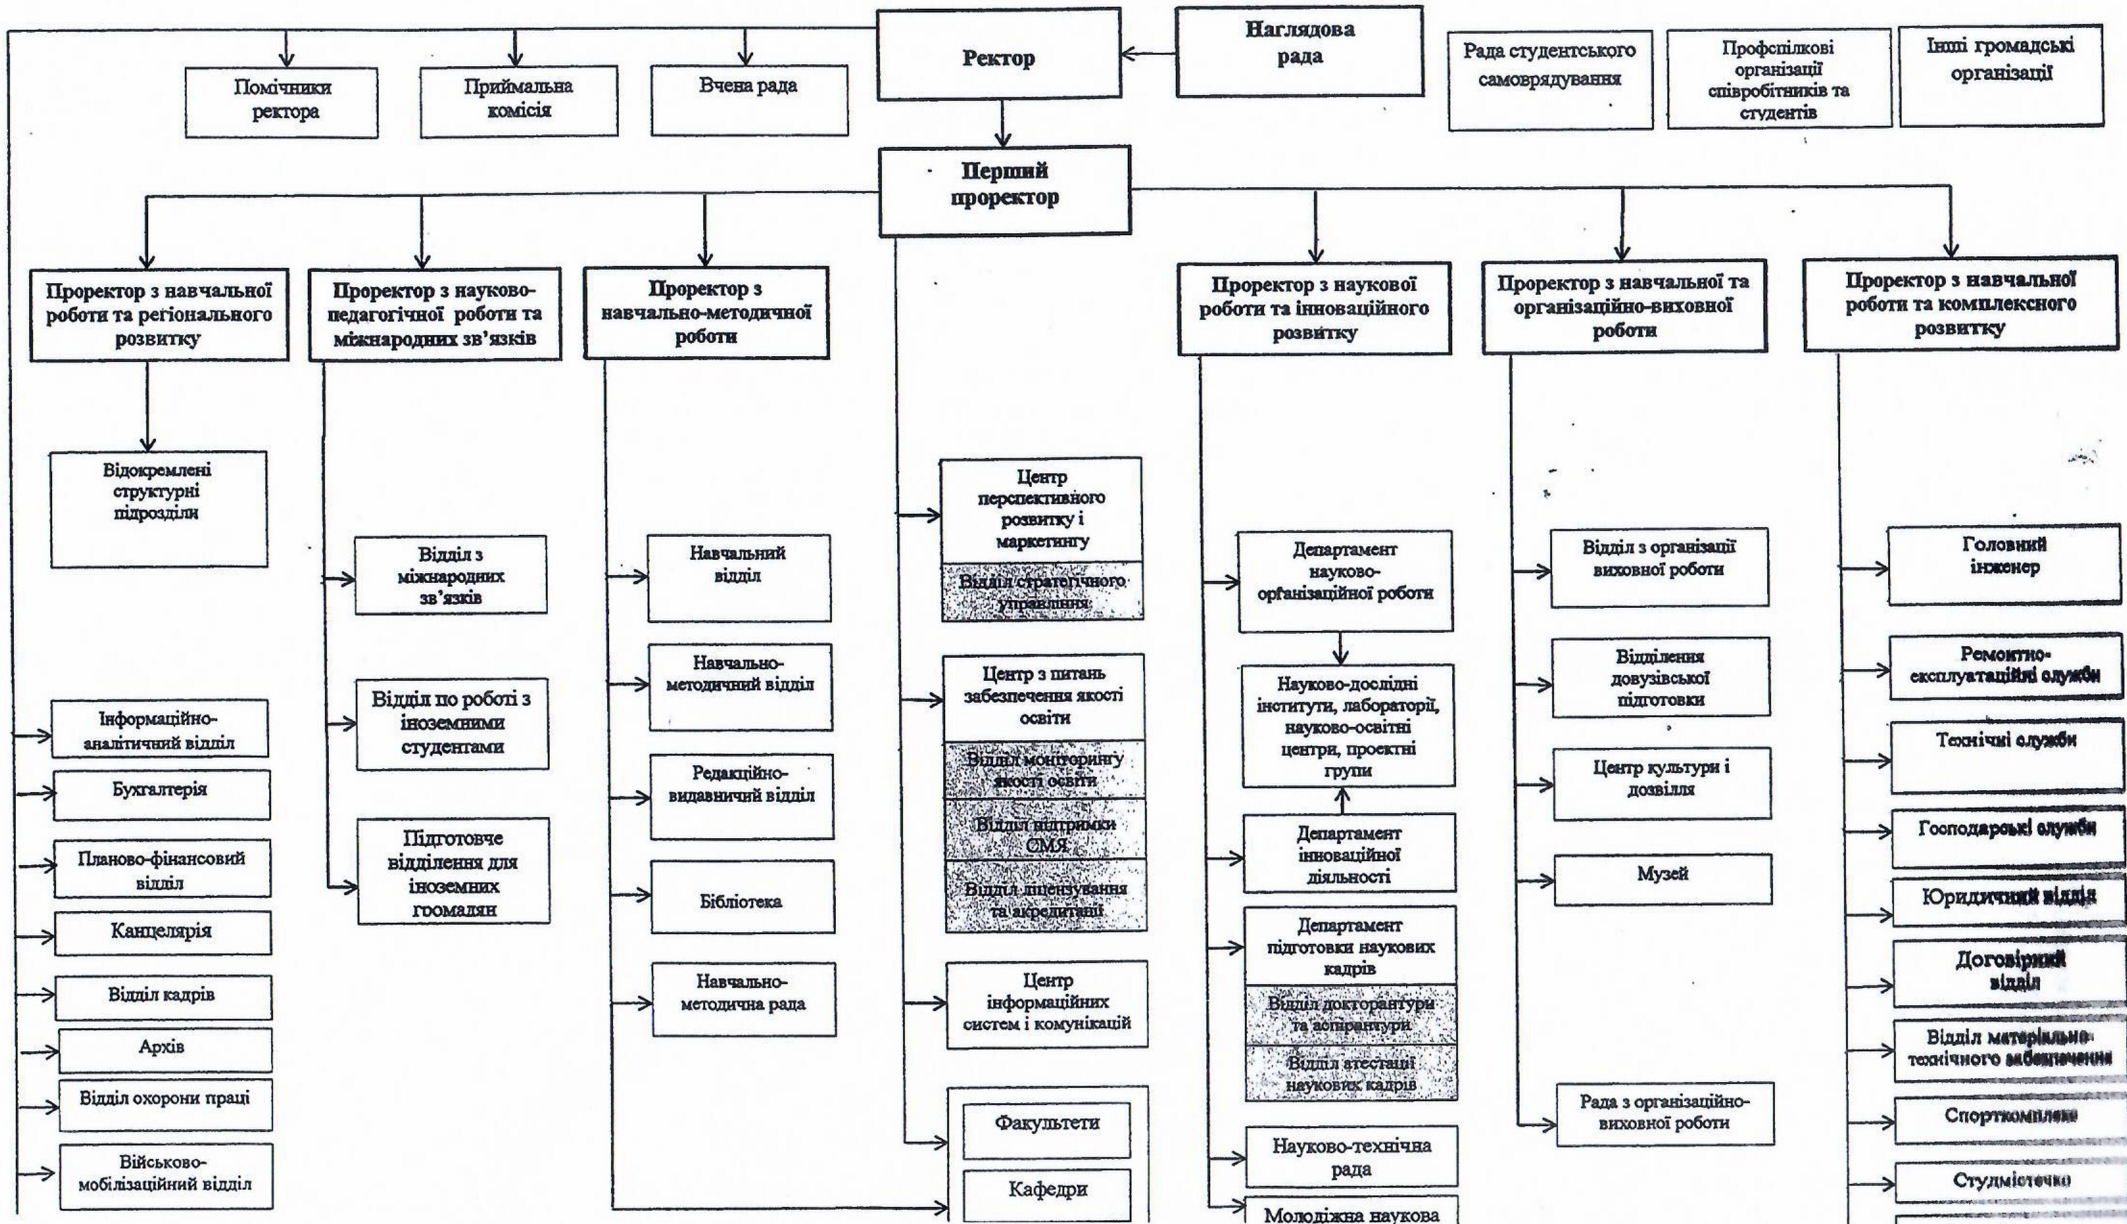 Ректор
Наглядова
рада
Рада студентського
самоврядування
Профспілкові
організації
співробітників та
студентів
Інші громадські
організації
Помічники
ректора
Приймальна
комісія
Вчена рада
Перший
проректор
Проректор з навчальної
роботи та регіонального
розвитку
Проректор з науково-
педагогічної роботи та
міжнародних зв’язків
Проректор з
навчально-методичної
роботи
Проректор з наукової
роботи та інноваційного
розвитку
Проректор з навчальної та
організаційно-виховної
роботи
Проректор з навчальної
роботи та комплексного
розвитку
Відокремлені
структурні
підрозділи
Інформаційно-
аналітичний відділ
Бухгалтерія
Планово-фінансовий
відділ
Канцелярія
Відділ кадрів
Архів
Відділ охорони праці
Військово-
мобілізаційний відділ
Відділ з
міжнародних
зв’язків
Відділ по роботі з
іноземними
студентами
Підготовче
відділення для
іноземних
громадян
Навчальний
відділ
Навчально-
методичний відділ
Редакційно-
видавничий відділ
Бібліотека
Навчально-
методична рада
Центр
перспективного
розвитку і
маркетингу
Відділ стратегічного
управління
Центр з питань
забезпечення якості
освіти
Відділ моніторингу
якості освіти
Відділ підтримки
СМЯ
Відділ ліцензування
та акредитації
Центр
інформаційних
систем і комунікацій
Факультети
Кафедри
Департамент
науково-
організаційної роботи
Науково-дослідні
інститути, лабораторії,
науково-освітні
центри, проектні
групи
Департамент
інноваційної
діяльності
Департамент
підготовки наукових
кадрів
Відділ докторантури
та аспірантури
Відділ атестації
наукових кадрів
Науково-технічна
рада
Молодіжна наукова
Відділ з організації
виховної роботи
Відділення
довузівської
підготовки
Центр культури і
дозвілля
Музей
Рада з організаційно-
виховної роботи
Головний
інженер
Ремонтно-
експлуатаційні служби
Технічні служби
Господарські служби
Юридичний відділ
Договірний
відділ
Відділ матеріально-
технічного забезпечення
Спорткомплекс
Студмістечко